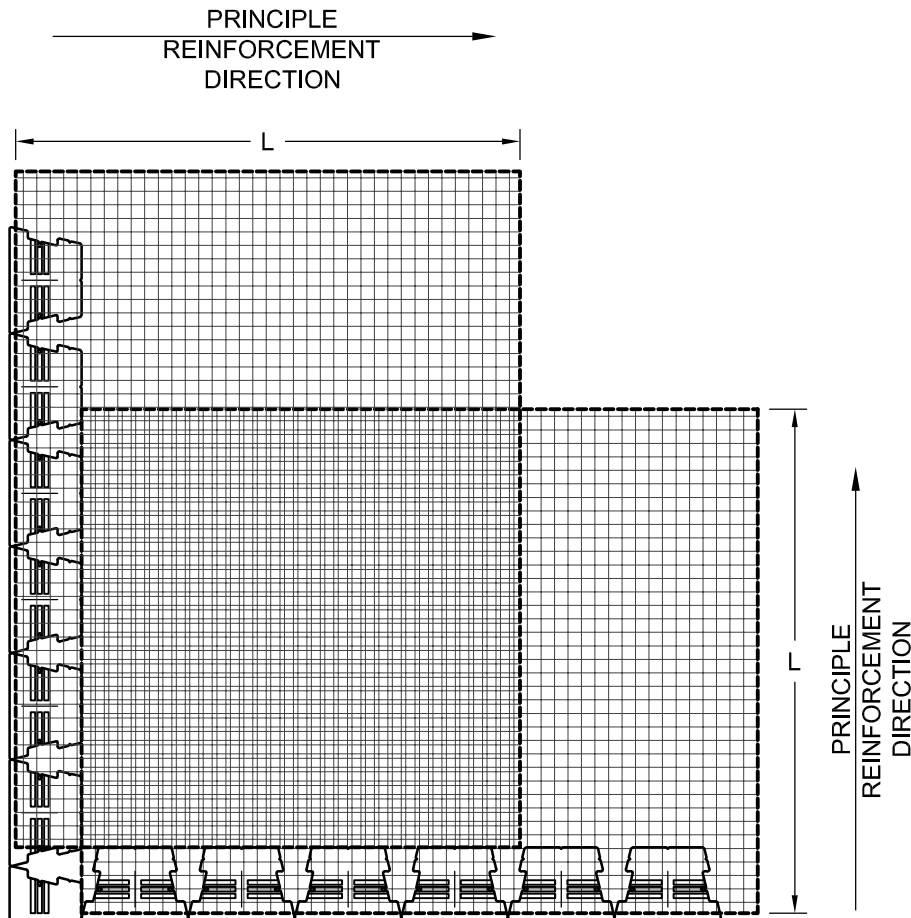 PRINCIPLE
REINFORCEMENT
DIRECTION
L
L
PRINCIPLE
REINFORCEMENT
DIRECTION